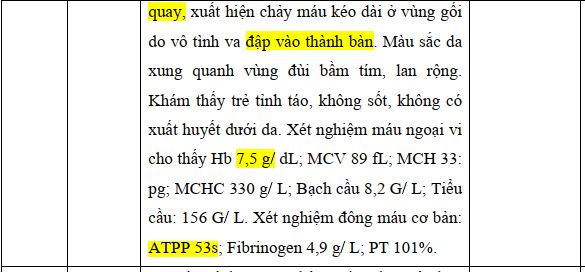 quay, xuất hiện chảy máu kéo dài ở vùng gối
do vô tình va đập vào thành bàn. Màu sắc da
xung quanh vùng đùi bầm tím, lan rộng.
Khám thấy trẻ tỉnh táo, không sốt, không có
xuất huyết dưới da. Xét nghiệm máu ngoại vi
cho thấy Hb 7,5 g/ dL; MCV 89 fL; MCH 33:
pg; MCHC 330 g/ L; Bạch cầu 8,2 G/ L; Tiểu
cầu: 156 G/ L. Xét nghiệm đông máu cơ bản:
ATPP 53s; Fibrinogen 4,9 g/ L; PT 101%.